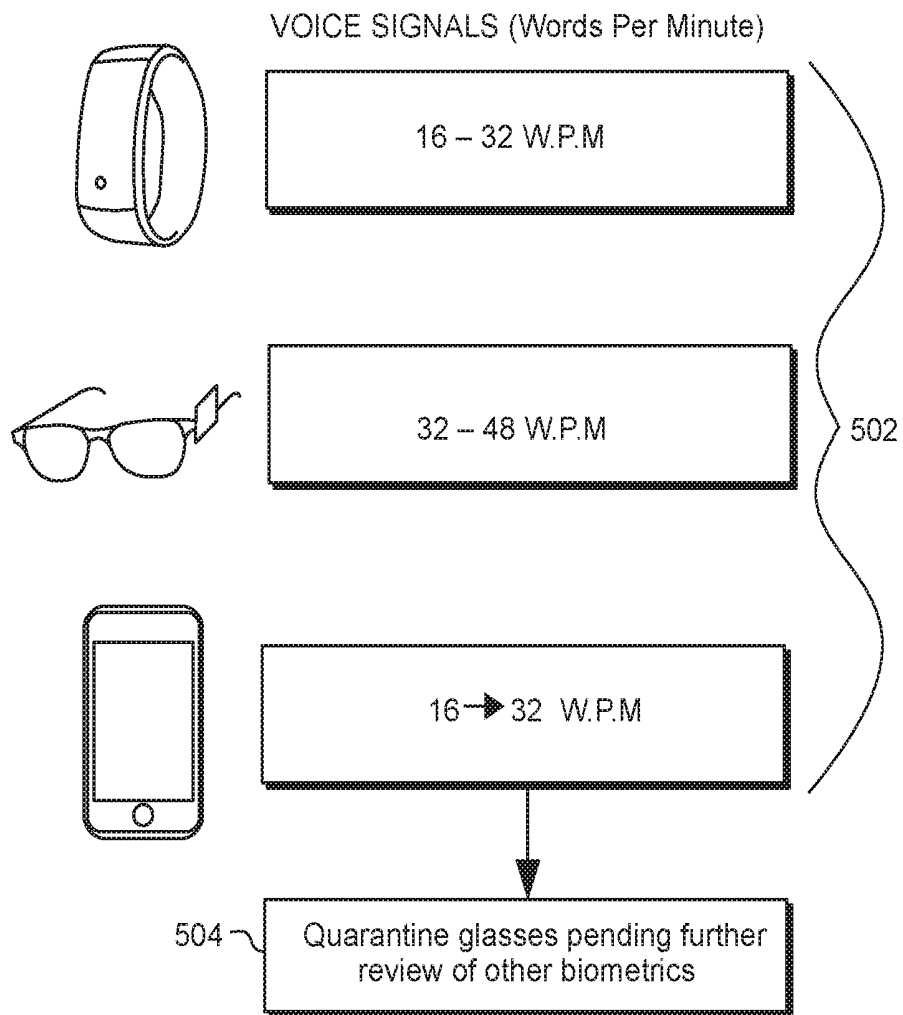 VOICE SIGNALS (Words Per Minute)
16 – 32 W.P.M
32 – 48 W.P.M
502
16→32 W.P.M
504
Quarantine glasses pending further
review of other biometrics